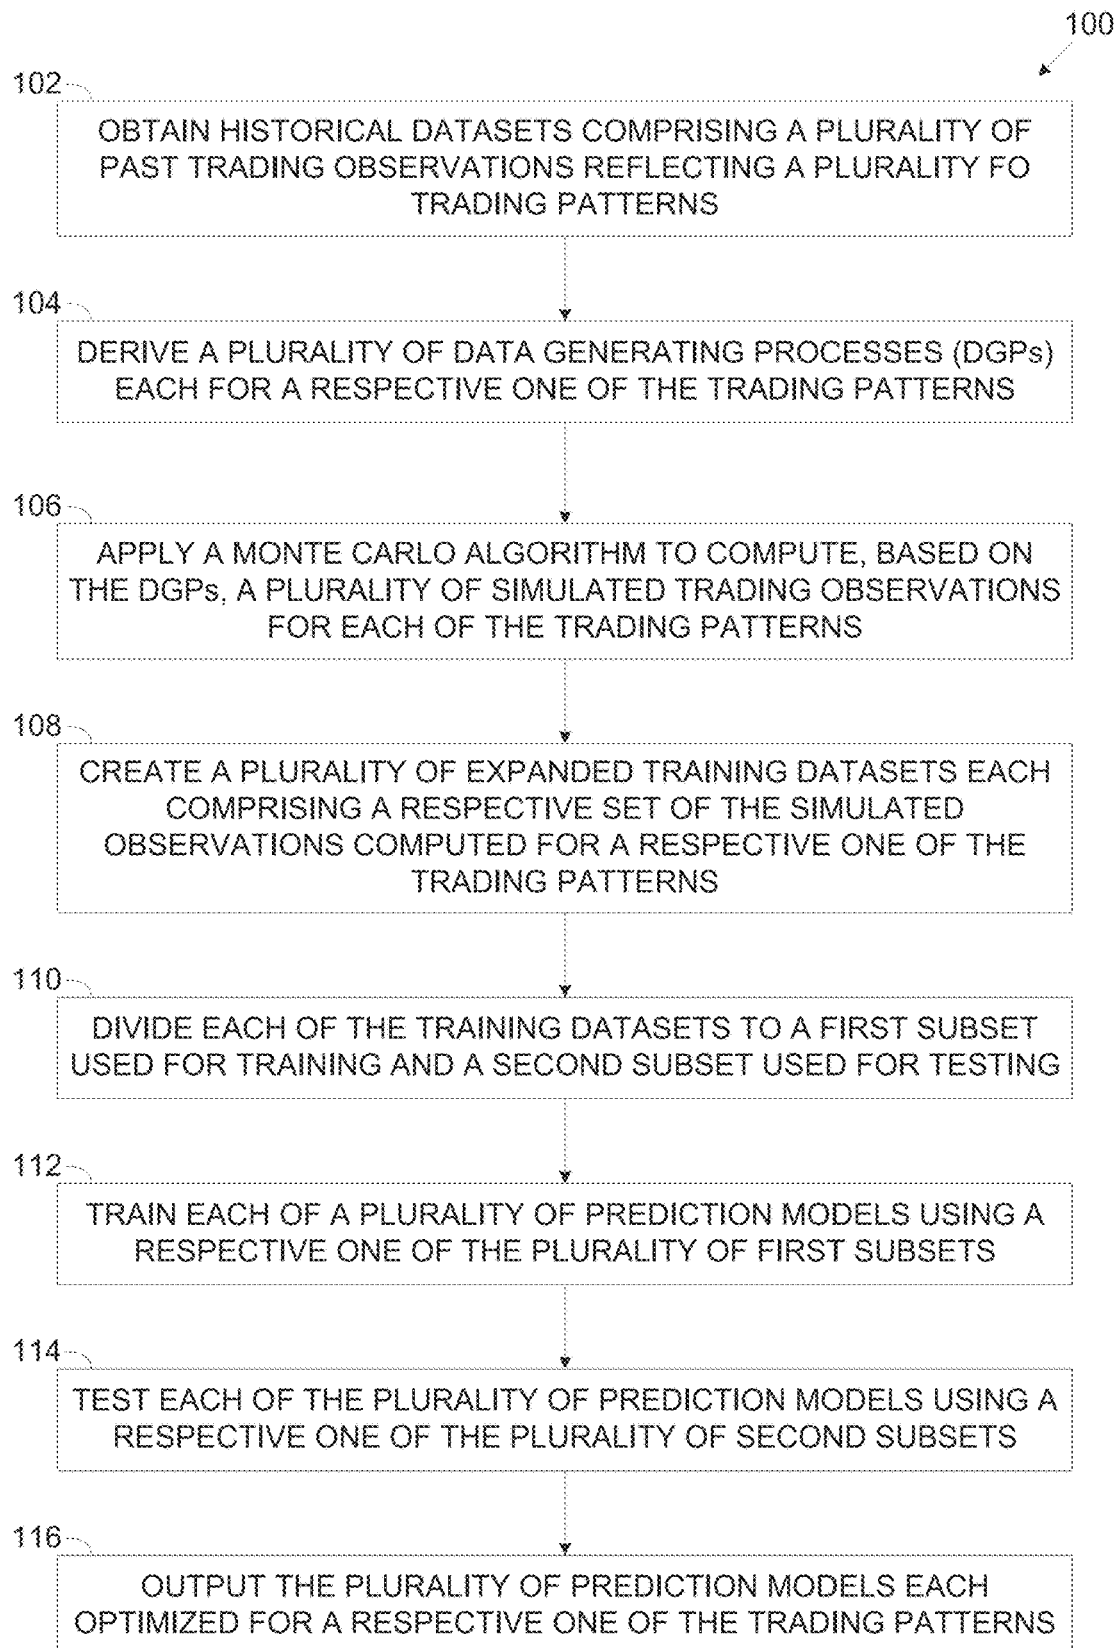 100
102
OBTAIN HISTORICAL DATASETS COMPRISING A PLURALITY OF
PAST TRADING OBSERVATIONS REFLECTING A PLURALITY FO
TRADING PATTERNS
104
DERIVE A PLURALITY OF DATA GENERATING PROCESSES (DGPs)
EACH FOR A RESPECTIVE ONE OF THE TRADING PATTERNS
106
APPLY A MONTE CARLO ALGORITHM TO COMPUTE, BASED ON
THE DGPs, A PLURALITY OF SIMULATED TRADING OBSERVATIONS
FOR EACH OF THE TRADING PATTERNS
108
CREATE A PLURALITY OF EXPANDED TRAINING DATASETS EACH
COMPRISING A RESPECTIVE SET OF THE SIMULATED
OBSERVATIONS COMPUTED FOR A RESPECTIVE ONE OF THE
TRADING PATTERNS
110
DIVIDE EACH OF THE TRAINING DATASETS TO A FIRST SUBSET
USED FOR TRAINING AND A SECOND SUBSET USED FOR TESTING
112
TRAIN EACH OF A PLURALITY OF PREDICTION MODELS USING A
RESPECTIVE ONE OF THE PLURALITY OF FIRST SUBSETS
114
TEST EACH OF THE PLURALITY OF PREDICTION MODELS USING A
RESPECTIVE ONE OF THE PLURALITY OF SECOND SUBSETS
116
OUTPUT THE PLURALITY OF PREDICTION MODELS EACH
OPTIMIZED FOR A RESPECTIVE ONE OF THE TRADING PATTERNS